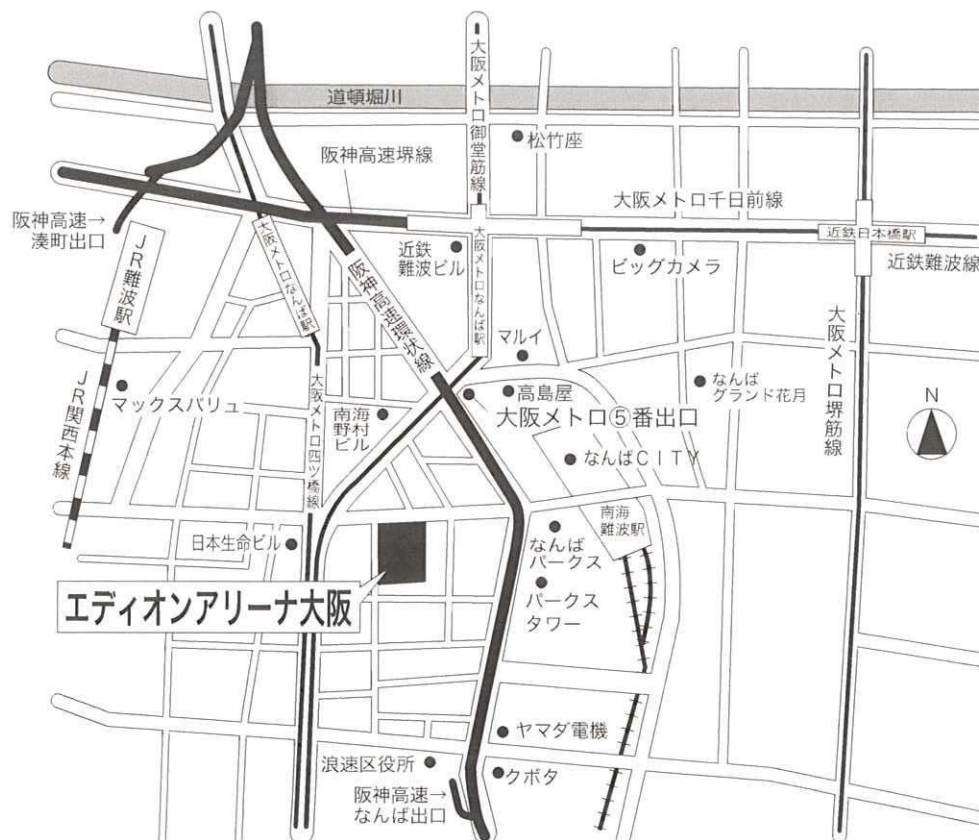 大阪メトロ御堂筋線
道頓堀川
松竹座
阪神高速堺線
大阪メトロ千日前線
阪神高速→
湊町出口
近鉄日本橋駅
近鉄難波線
大阪メトロなんば駅
近鉄
難波ビル
大阪メトロなんば駅
ビッグカメラ
JR難波駅
阪神高速環状線
大阪メトロ堺筋線
マルイ
マックスバリュ
高島屋
なんば
グランド花月
JR関西本線
大阪メトロ四ツ橋線
南海
野村
ビル
大阪メトロ⑤番出口
N
なんばCITY
南海
難波駅
日本生命ビル
なんば
パークス
エディオンアリーナ大阪
パークス
タワー
ヤマダ電機
浪速区役所
クボタ
阪神高速→
なんば出口